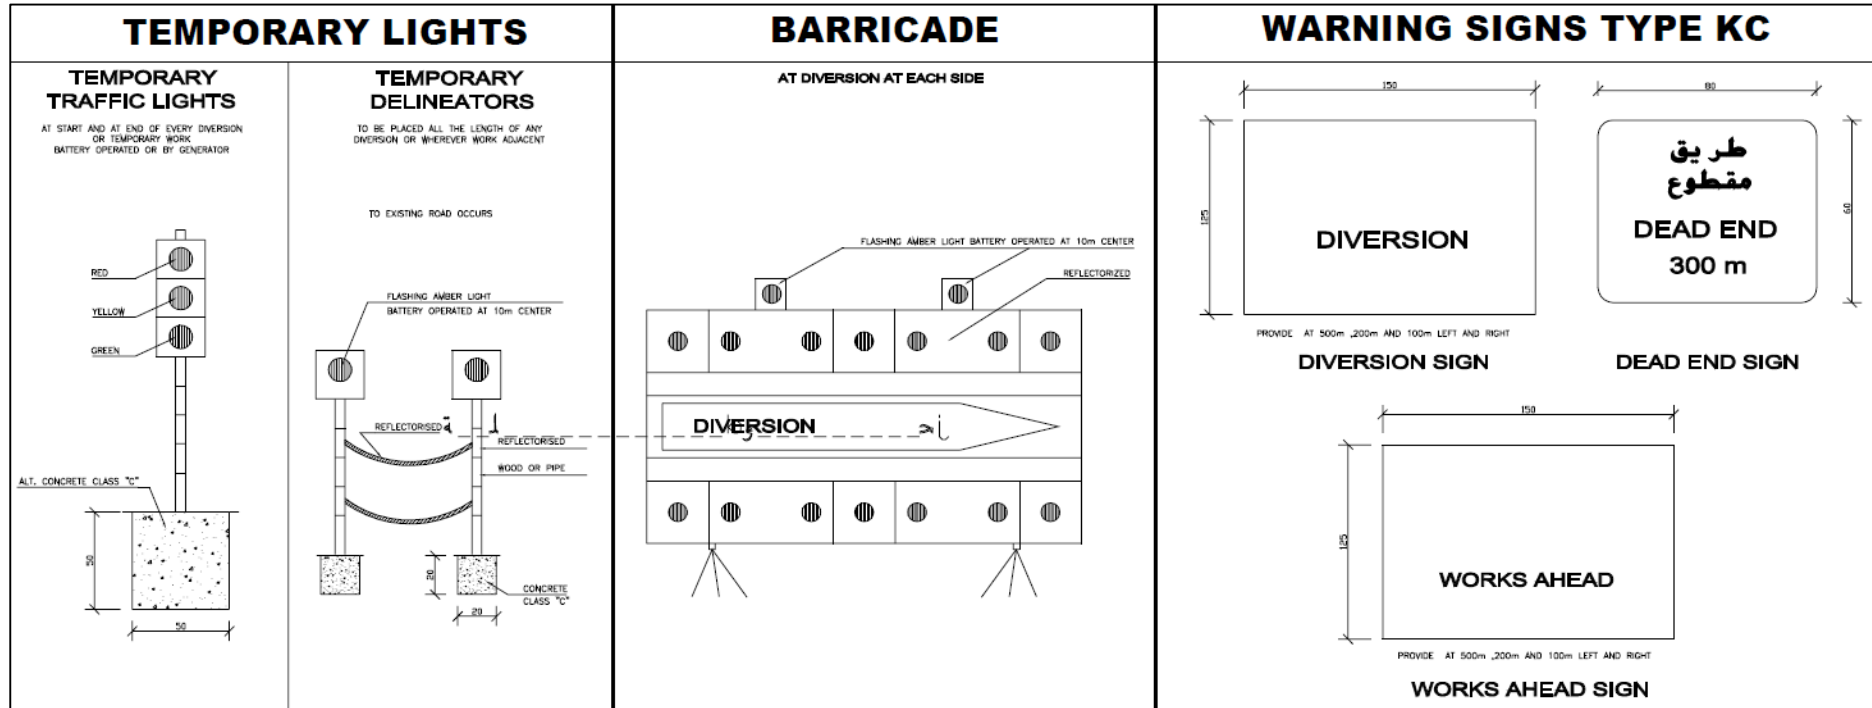 TEMPORARY LIGHTS
TEMPORARY
TRAFFIC LIGHTS
AT START AND AT END OF EVERY DIVERSION
OR TEMPORARY WORK
BATTERY OPERATED OR BY GENERATOR
RED
YELLOW
GREEN
ALT. CONCRETE CLASS "C"
50
50
TEMPORARY
DELINEATORS
TO BE PLACED ALL THE LENGTH OF ANY
DIVERSION OR WHEREVER WORK ADJACENT
TO EXISTING ROAD OCCURS
FLASHING AMBER LIGHT
BATTERY OPERATED AT 10m CENTER
REFLECTORISED
REFLECTORISED
WOOD OR PIPE
20
20
CONCRETE
CLASS "C"
BARRICADE
AT DIVERSION AT EACH SIDE
FLASHING AMBER LIGHT BATTERY OPERATED AT 10m CENTER
REFLECTORIZED
DIVERSION
WARNING SIGNS TYPE KC
150
125
DIVERSION
PROVIDE AT 500m ,200m AND 100m LEFT AND RIGHT
DIVERSION SIGN
80
60
طريق
مقطوع
DEAD END
300 m
DEAD END SIGN
150
125
WORKS AHEAD
PROVIDE AT 500m ,200m AND 100m LEFT AND RIGHT
WORKS AHEAD SIGN